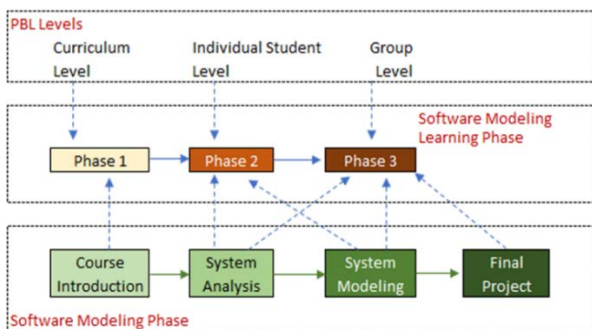 PBL Levels
Curriculum Level
Individual Student Level
Group Level
Software Modeling
Learning Phase
Phase 1
Phase 2
Phase 3
Course
Introduction
System
Analysis
System
Modeling
Final
Project
Software Modeling Phase